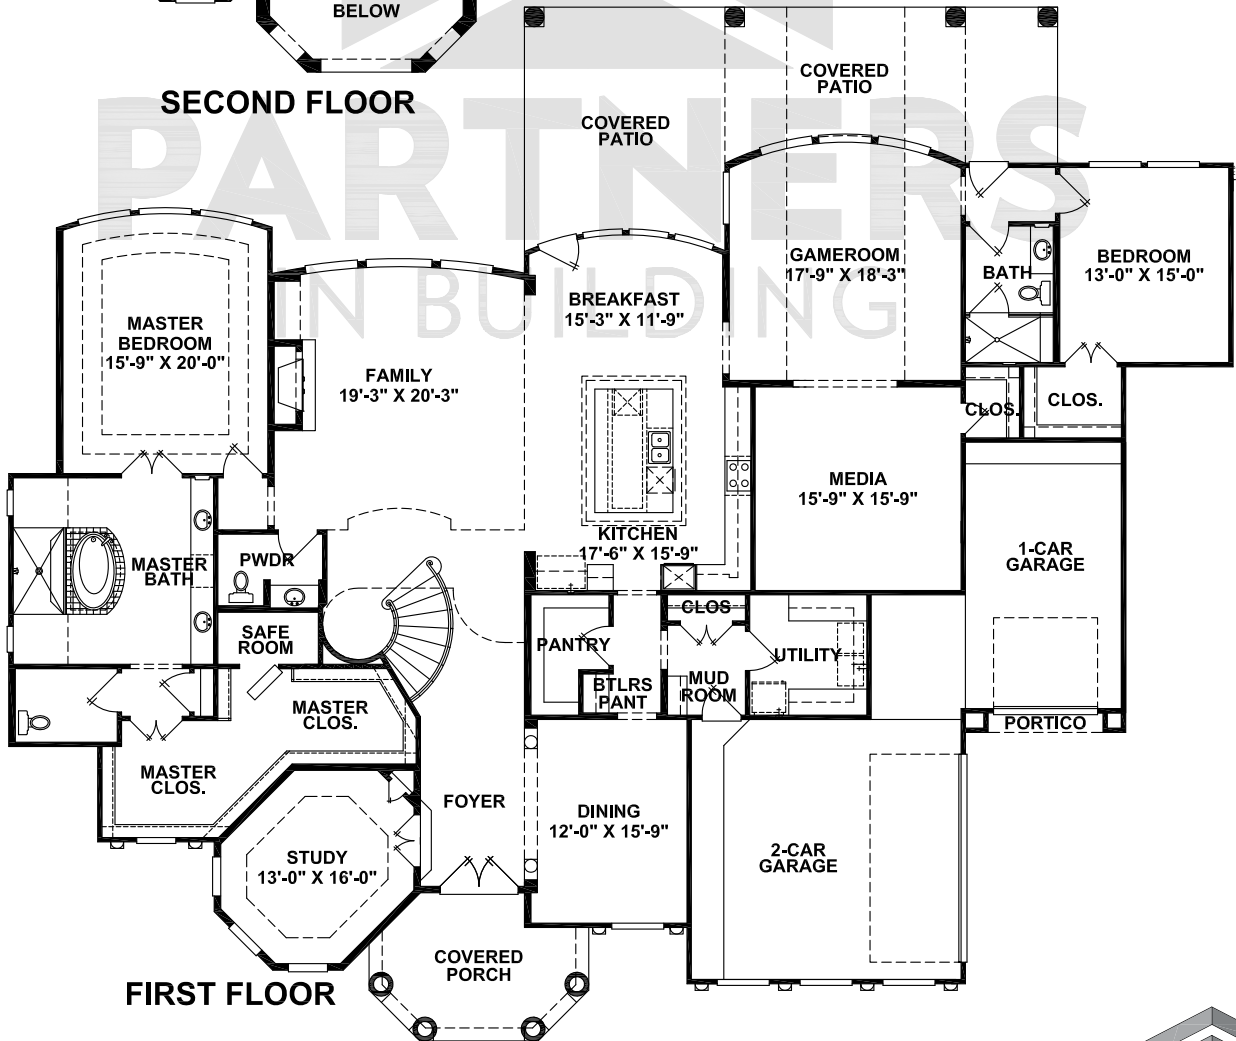 BELOW
SECOND FLOOR
PARTNERS
IN BUILDING
COVERED
PATIO
COVERED
PATIO
GAMEROOM
17'-9" X 18'-3"
BATH
BEDROOM
13'-0" X 15'-0"
BREAKFAST
15'-3" X 11'-9"
MASTER
BEDROOM
15'-9" X 20'-0"
FAMILY
19'-3" X 20'-3"
CLOS.
CLOS.
MEDIA
15'-9" X 15'-9"
KITCHEN
17'-6" X 15'-9"
1-CAR
GARAGE
MASTER
BATH
PWDR
SAFE
ROOM
CLOS
PANTRY
UTILITY
BTLRS
PANT
MUD
ROOM
MASTER
CLOS.
PORTICO
MASTER
CLOS.
FOYER
DINING
12'-0" X 15'-9"
STUDY
13'-0" X 16'-0"
2-CAR
GARAGE
COVERED
PORCH
FIRST FLOOR